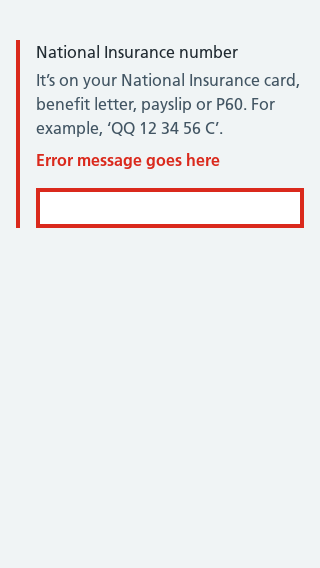 National Insurance number
It’s on your National Insurance card,
benefit letter, payslip or P60. For
example, ‘QQ 12 34 56 C’.
Error message goes here